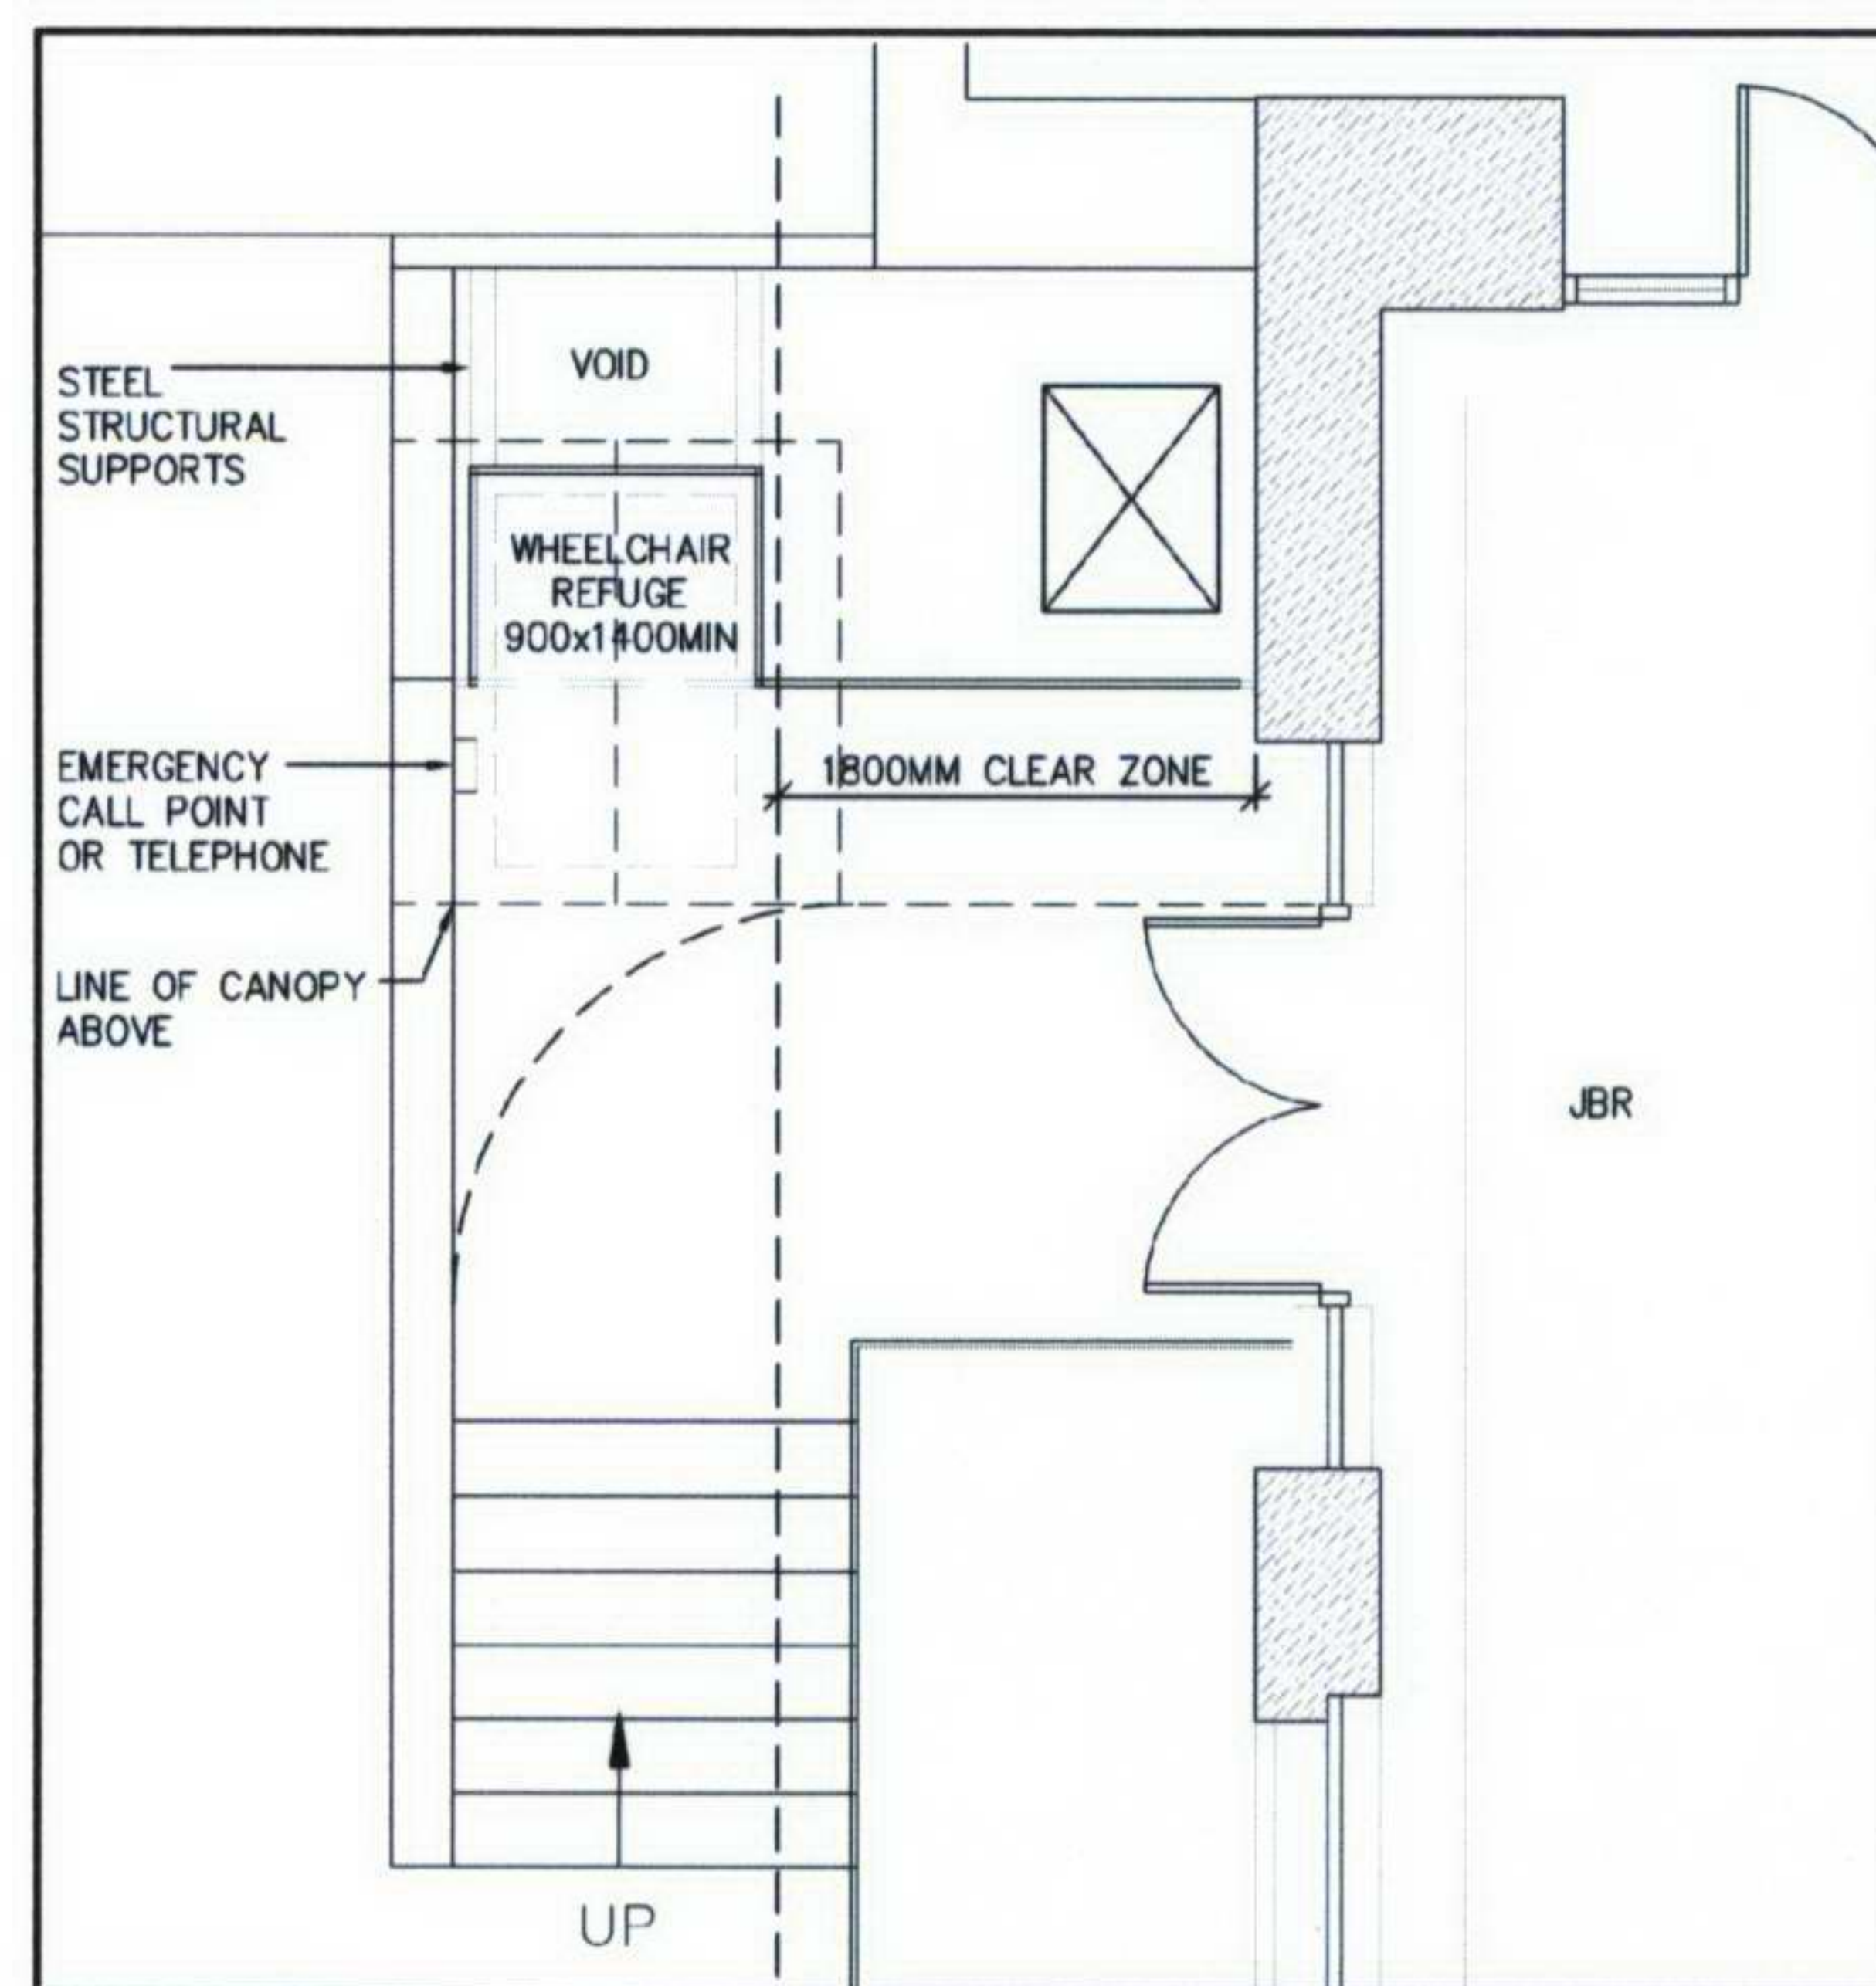 VOID
STEEL
STRUCTURAL
SUPPORTS
WHEELCHAIR
REFUGE
900x1400MIN
EMERGENCY
CALL POINT
OR TELEPHONE
1800MM CLEAR ZONE
LINE OF CANOPY
ABOVE
JBR
UP